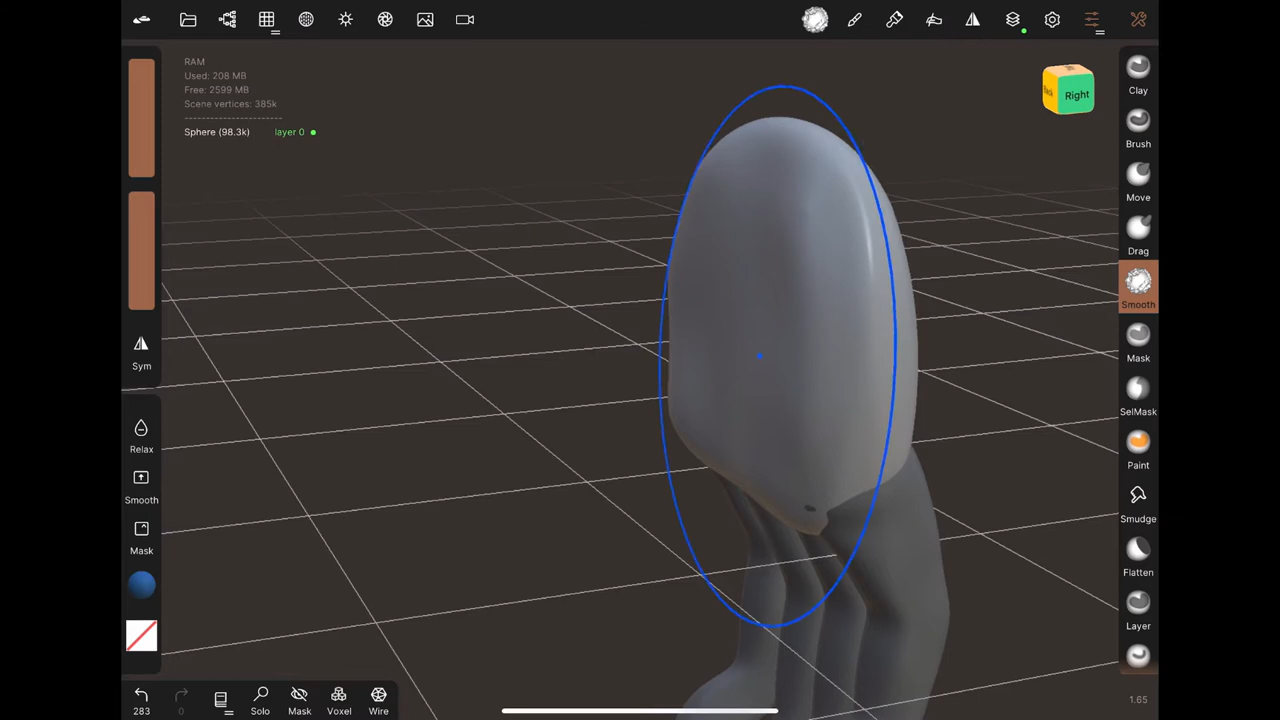 RAM
Used: 208 MB
Free: 2599 MB
Scene vertices: 385k
Sphere (98.3k) layer 0
Back
Right
Sym
Relax
Smooth
Mask
283
0
Solo
Mask
Voxel
Wire
Clay
Brush
Move
Drag
Smooth
Mask
SelMask
Paint
Smudge
Flatten
Layer
1.65